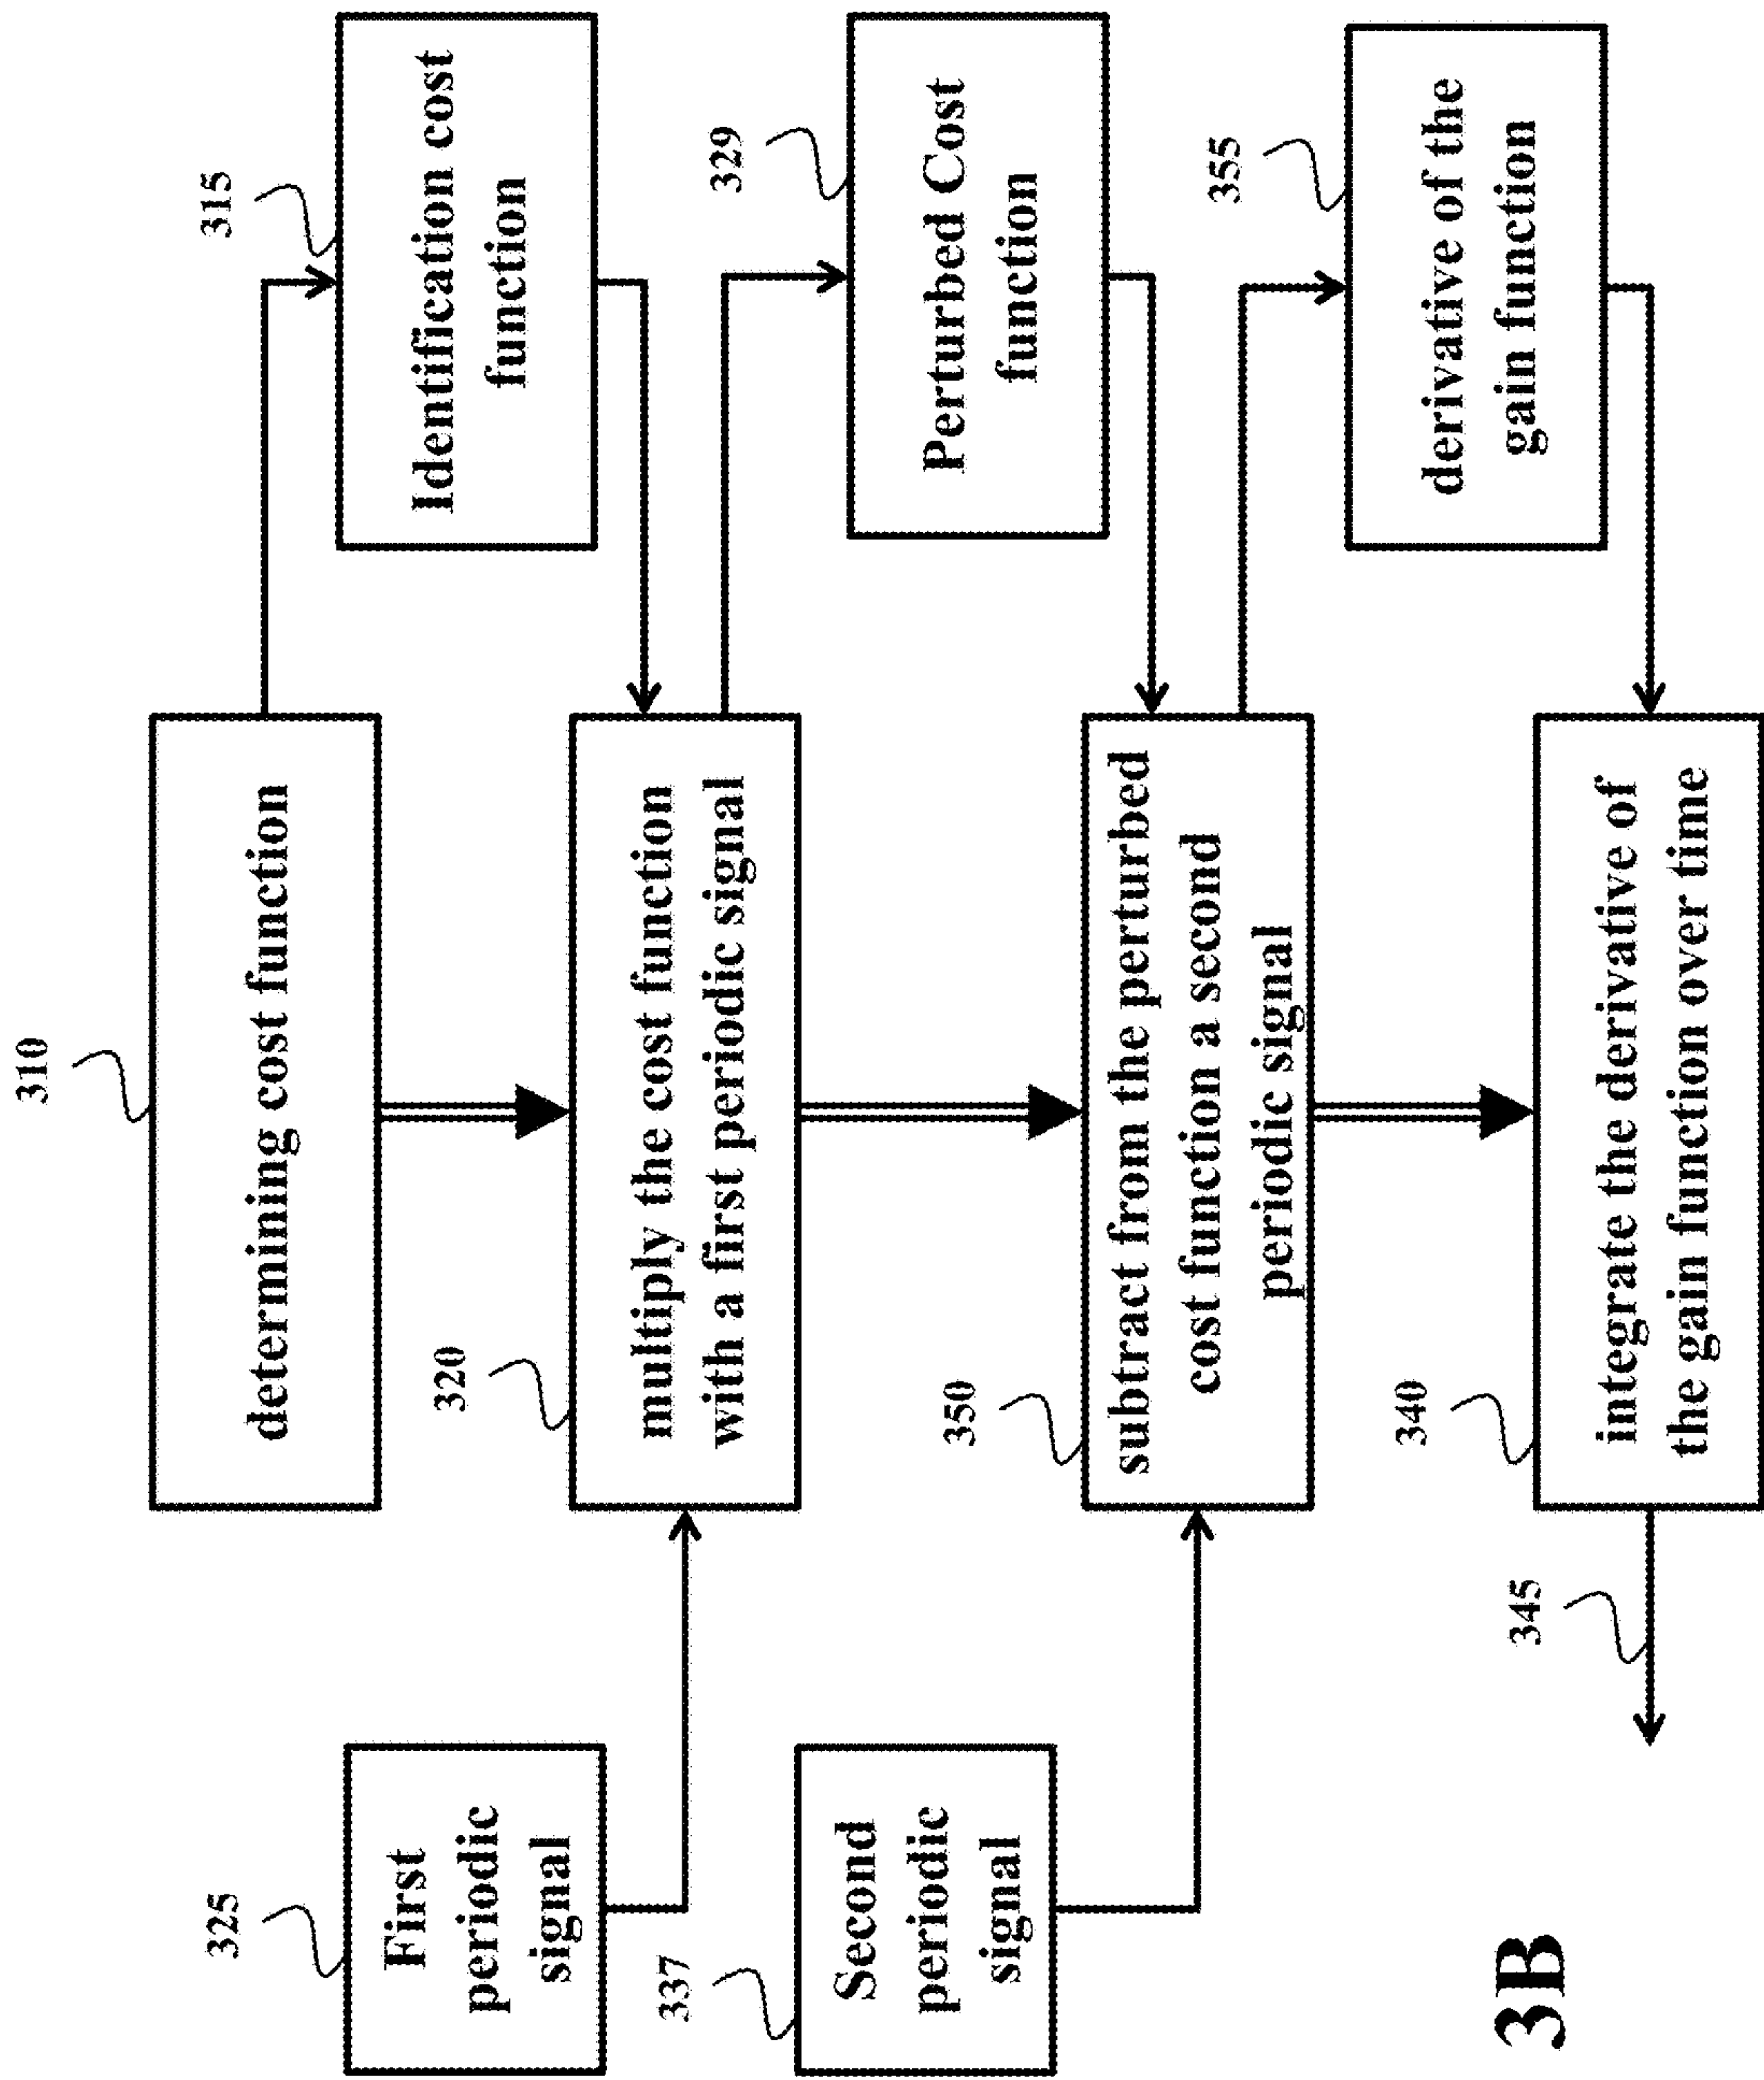 310
determining cost function
315
Identification cost
function
325
First
periodic
signal
320
multiply the cost function
with a first periodic signal
329
Perturbed Cost
function
337
Second
periodic
signal
350
subtract from the perturbed
cost function a second
periodic signal
355
derivative of the
gain function
340
integrate the derivative of
the gain function over time
345
3B